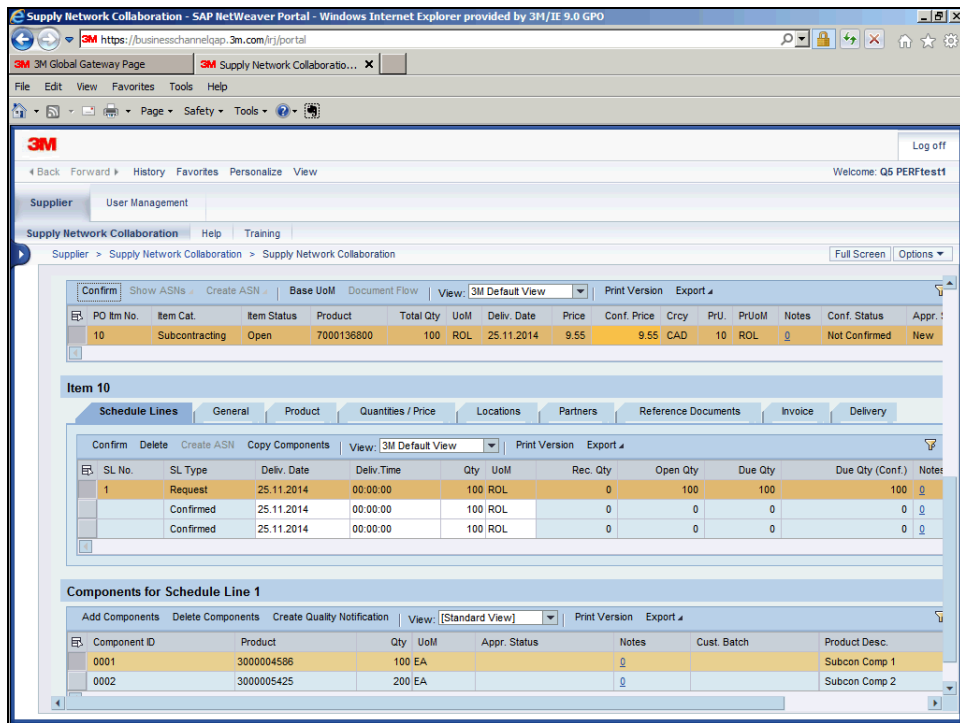 Supply Network Collaboration - SAP NetWeaver Portal - Windows Internet Explorer provided by 3M/IE 9.0 GPO
3M https://businesschannelqap.3m.com/irj/portal
3M 3M Global Gateway Page 3M Supply Network Collaboratio... X
File Edit View Favorites Tools Help
Page Safety Tools
3M Log off
Back Forward History Favorites Personalize View Welcome: Q5 PERFtest1
Supplier User Management
Supply Network Collaboration Help Training
Supplier > Supply Network Collaboration > Supply Network Collaboration Full Screen Options
Confirm Show ASNs Create ASN Base UoM Document Flow View: 3M Default View Print Version Export
PO Itm No. Item Cat. Item Status Product Total Qty UoM Deliv. Date Price Conf. Price Crcy PrU. PrUoM Notes Conf. Status Appr.
10 Subcontracting Open 7000136800 100 ROL 25.11.2014 9.55 9.55 CAD 10 ROL 0 Not Confirmed New
Item 10
Schedule Lines General Product Quantities / Price Locations Partners Reference Documents Invoice Delivery
Confirm Delete Create ASN Copy Components View: 3M Default View Print Version Export
SL No. SL Type Deliv. Date Deliv.Time Qty UoM Rec. Qty Open Qty Due Qty Due Qty (Conf.) Notes
1 Request 25.11.2014 00:00:00 100 ROL 0 100 100 100 0
Confirmed 25.11.2014 00:00:00 100 ROL 0 0 0 0 0
Confirmed 25.11.2014 00:00:00 100 ROL 0 0 0 0 0
Components for Schedule Line 1
Add Components Delete Components Create Quality Notification View: [Standard View] Print Version Export
Component ID Product Qty UoM Appr. Status Notes Cust. Batch Product Desc.
0001 3000004586 100 EA 0 Subcon Comp 1
0002 3000005425 200 EA 0 Subcon Comp 2